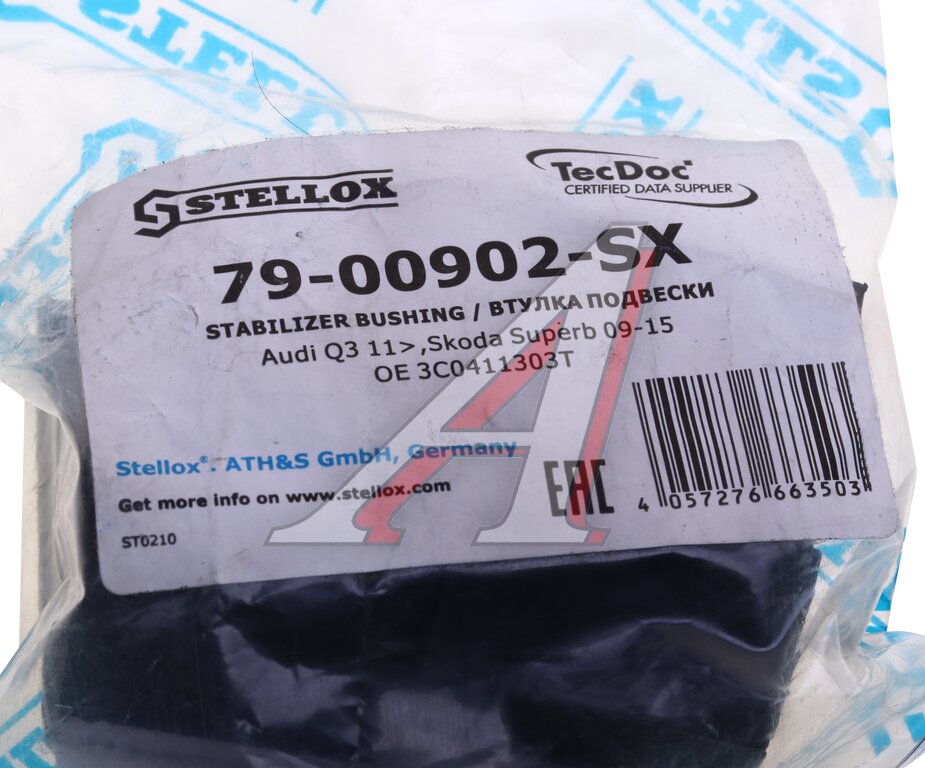 STELLOX
TecDoc
CERTIFIED DATA SUPPLIER
79-00902-SX
STABILIZER BUSHING / ВТУЛКА ПОДВЕСКИ
Audi Q3 11> ,Skoda Superb 09-15
OE 3C0411303T
Stellox®. ATH&S GmbH, Germany
Get more info on www.stellox.com
ST0210
EAC
4 057276 663503